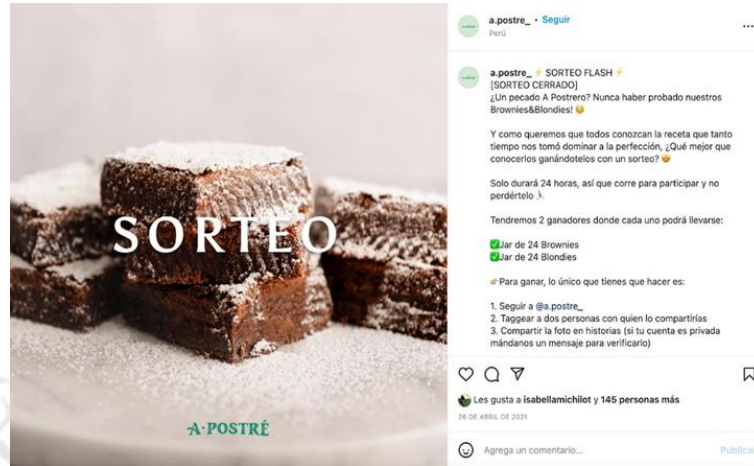 SORTEO
A·POSTRÉ
a.postre_ • Seguir
Perú
a.postre_ ⚡ SORTEO FLASH ⚡
[SORTEO CERRADO]
¿Un pecado A Postrero? Nunca haber probado nuestros
Brownies&Blondies! 😅
Y como queremos que todos conozcan la receta que tanto
tiempo nos tomó dominar a la perfección, ¿Qué mejor que
conocerlos ganándotelos con un sorteo? 🤩
Solo durará 24 horas, así que corre para participar y no
perdértelo 🏃
Tendremos 2 ganadores donde cada uno podrá llevarse:
✅Jar de 24 Brownies
✅Jar de 24 Blondies
👉Para ganar, lo único que tienes que hacer es:
1. Seguir a @a.postre_
2. Taggear a dos personas con quien lo compartirías
3. Compartir la foto en historias (si tu cuenta es privada
mándanos un mensaje para verificarlo)
Les gusta a isabellamichilot y 145 personas más
26 DE ABRIL DE 2021
Agrega un comentario... Publicar